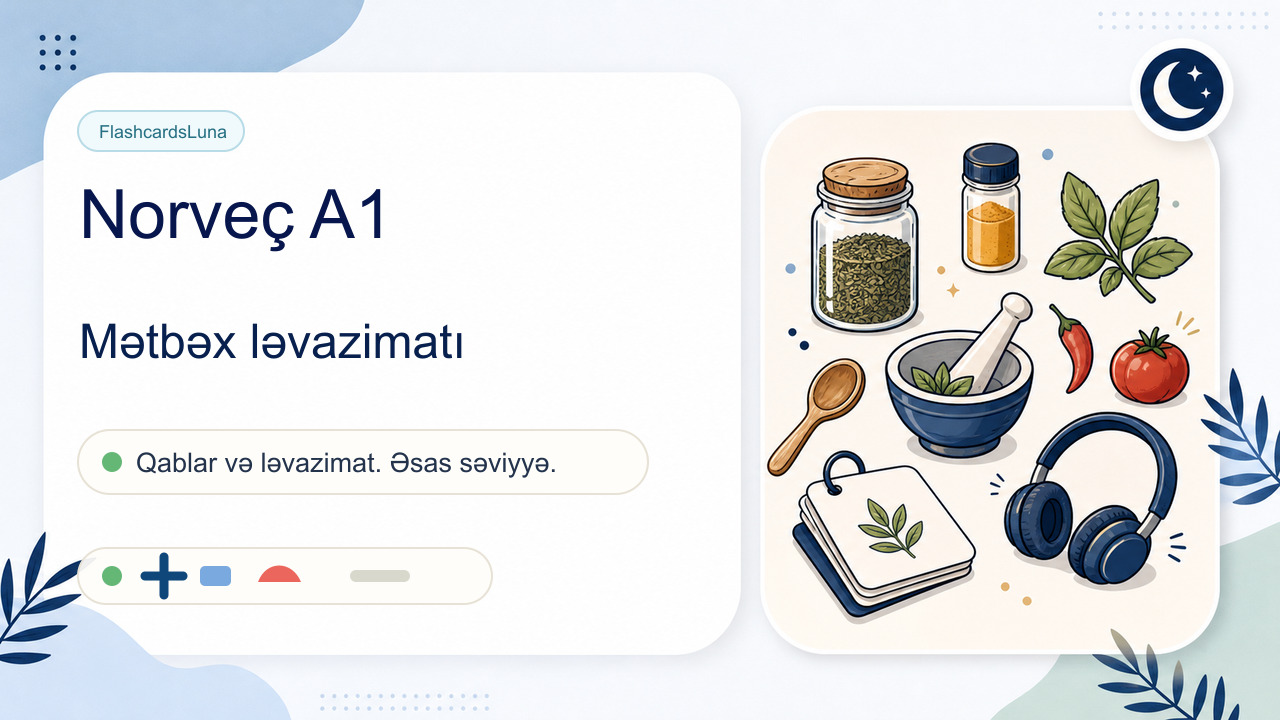 FlashcardsLuna
Norveç A1
Mətbəx ləvazimatı
Qablar və ləvazimat. Əsas səviyyə.